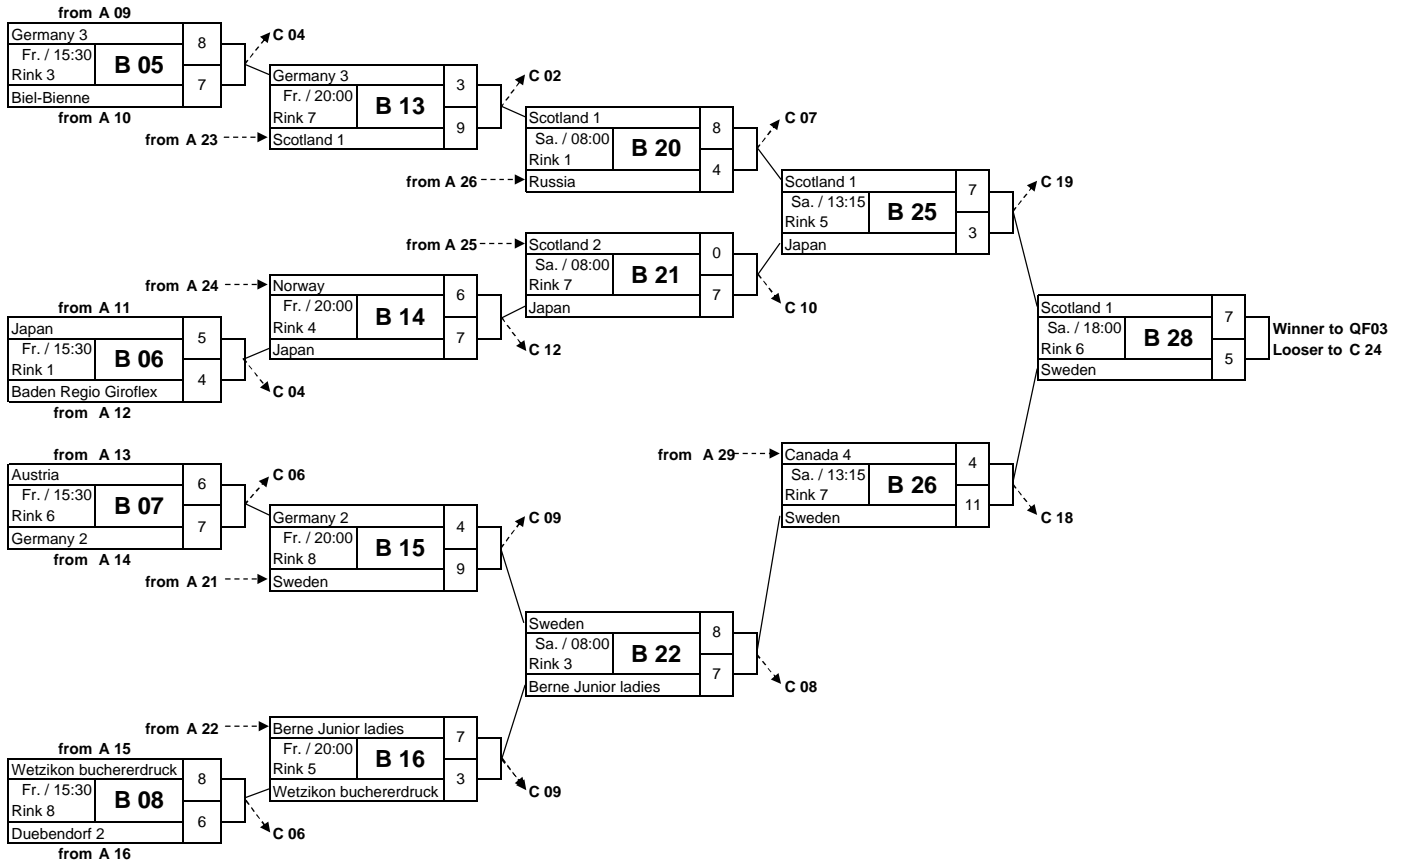 from A 09
Germany 3
8
Fr. / 15:30
Rink 3
B 05
7
Biel-Bienne
from A 10
C 04
Germany 3
3
Fr. / 20:00
Rink 7
B 13
9
Scotland 1
from A 23
C 02
Scotland 1
8
Sa. / 08:00
Rink 1
B 20
4
Russia
from A 26
C 07
Scotland 1
7
Sa. / 13:15
Rink 5
B 25
3
Japan
C 19
from A 25
Scotland 2
0
Sa. / 08:00
Rink 7
B 21
7
Japan
C 10
from A 24
Norway
6
Fr. / 20:00
Rink 4
B 14
7
Japan
C 12
from A 11
Japan
5
Fr. / 15:30
Rink 1
B 06
4
Baden Regio Giroflex
from A 12
C 04
Scotland 1
7
Sa. / 18:00
Rink 6
B 28
5
Sweden
Winner to QF03
Looser to C 24
from A 13
Austria
6
Fr. / 15:30
Rink 6
B 07
7
Germany 2
from A 14
C 06
Germany 2
4
Fr. / 20:00
Rink 8
B 15
9
Sweden
from A 21
C 09
from A 29
Canada 4
4
Sa. / 13:15
Rink 7
B 26
11
Sweden
C 18
Sweden
8
Sa. / 08:00
Rink 3
B 22
7
Berne Junior ladies
C 08
from A 22
Berne Junior ladies
7
Fr. / 20:00
Rink 5
B 16
3
Wetzikon buchererdruck
C 09
from A 15
Wetzikon buchererdruck
8
Fr. / 15:30
Rink 8
B 08
6
Duebendorf 2
from A 16
C 06